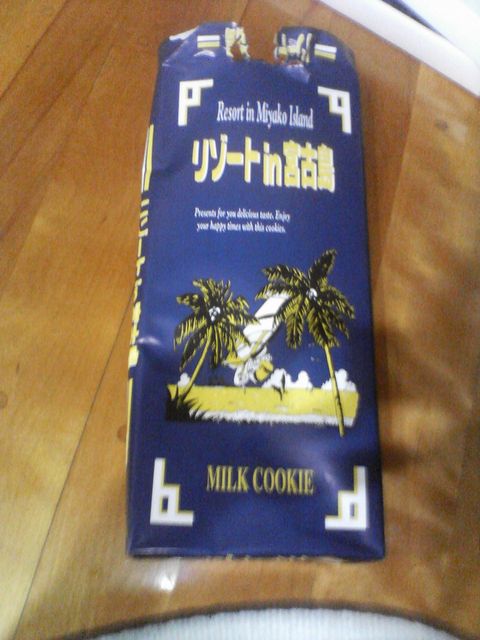 Resort in Miyako Island
リゾートin宮古島
Presents for you delicious taste. Enjoy
your happy times with this cookies.
MILK COOKIE